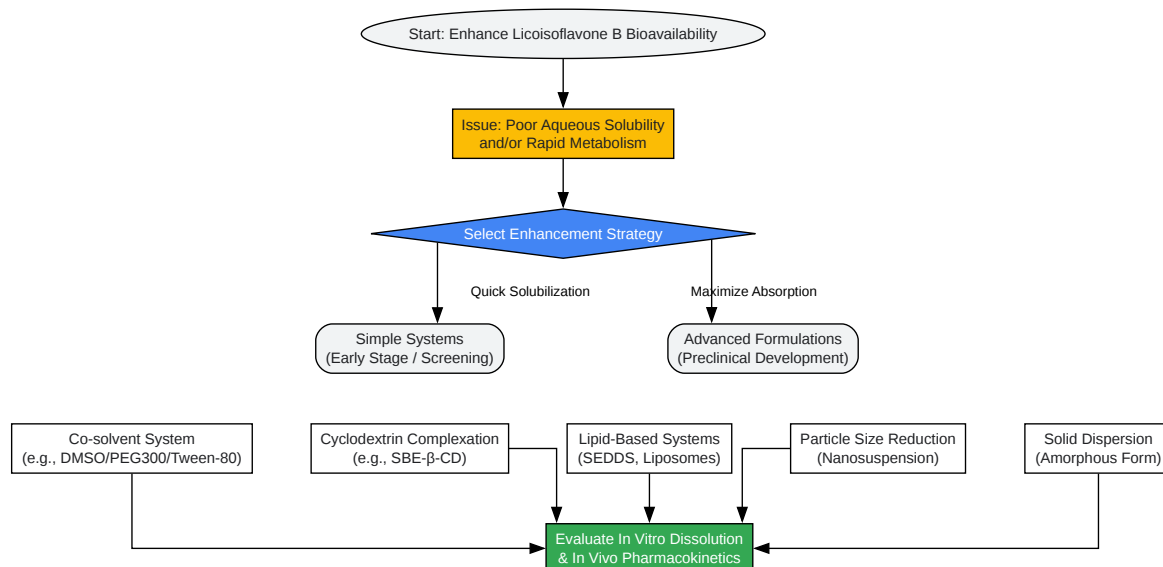 Start: Enhance Licoisoflavone B Bioavailability
Issue: Poor Aqueous Solubility
and/or Rapid Metabolism
Select Enhancement Strategy
Quick Solubilization
Maximize Absorption
Simple Systems
(Early Stage / Screening)
Advanced Formulations
(Preclinical Development)
Co-solvent System
(e.g., DMSO/PEG300/Tween-80)
Cyclodextrin Complexation
(e.g., SBE-β-CD)
Lipid-Based Systems
(SEDDS, Liposomes)
Particle Size Reduction
(Nanosuspension)
Solid Dispersion
(Amorphous Form)
Evaluate In Vitro Dissolution
& In Vivo Pharmacokinetics